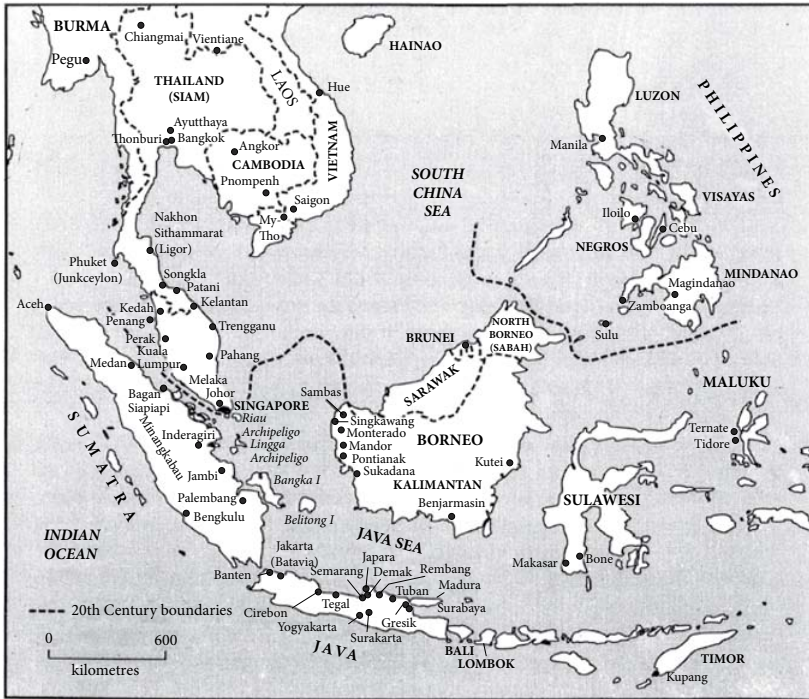 BURMA
Chiangmai
Vientiane
HAINAO
Pegu
THAILAND
(SIAM)
LAOS
Hue
LUZON
PHILIPPINES
Ayutthaya
Thonburi
Bangkok
Angkor
CAMBODIA
VIETNAM
Manila
Pnompenh
Saigon
My-
Tho
SOUTH
CHINA
SEA
VISAYAS
Iloilo
Cebu
NEGROS
Nakhon
Sithammarat
(Ligor)
Phuket
(Junkceylon)
Songkla
Patani
MINDANAO
Magindanao
Zamboanga
Aceh
Kedah
Kelantan
Penang
Trengganu
Sulu
Perak
Kuala
Lumpur
Pahang
BRUNEI
NORTH
BORNEO
(SABAH)
Medan
Melaka
SARAWAK
MALUKU
Bagan
Siapiapi
Johor
SINGAPORE
Sambas
Riau
Archipeligo
Lingga
Archipeligo
Singkawang
Monterado
BORNEO
Ternate
Tidore
SUMATRA
Minangkabau
Inderagiri
Mandor
Pontianak
Sukadana
Kutei
KALIMANTAN
Jambi
Bangka I
SULAWESI
Palembang
Benjarmasin
Bengkulu
Belitong I
INDIAN
OCEAN
JAVA SEA
Makasar
Bone
Jakarta
(Batavia)
Japara
Semarang
Demak
Rembang
Banten
Tuban
Madura
20th Century boundaries
Cirebon
Tegal
Surabaya
Gresik
Yogyakarta
Surakarta
0
600
kilometres
JAVA
BALI
LOMBOK
TIMOR
Kupang